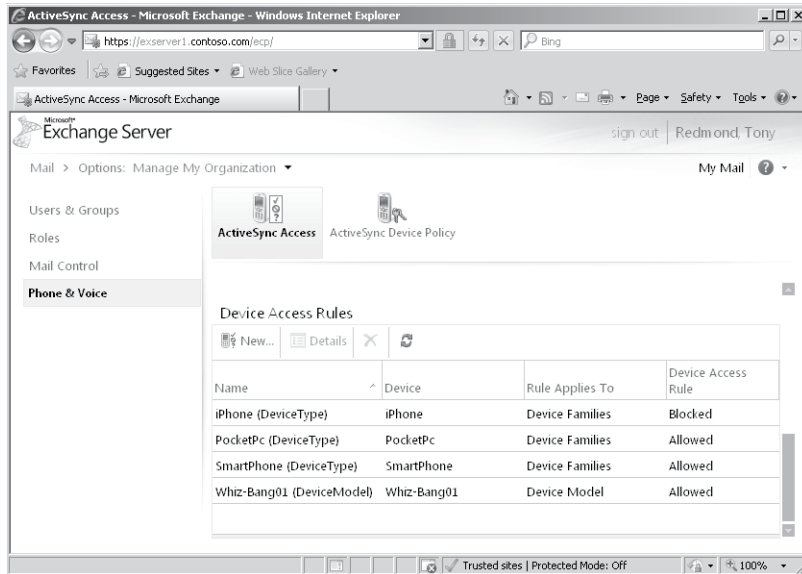 ActiveSync Access - Microsoft Exchange - Windows Internet Explorer
https://exserver1.contoso.com/ecp/
Bing
Favorites Suggested Sites Web Slice Gallery
ActiveSync Access - Microsoft Exchange
Page Safety Tools
Microsoft
Exchange Server
sign out | Redmond, Tony
Mail > Options: Manage My Organization
My Mail
Users & Groups
Roles
Mail Control
Phone & Voice
ActiveSync Access ActiveSync Device Policy
Device Access Rules
New... Details
Name Device Rule Applies To Device Access Rule
iPhone (DeviceType) iPhone Device Families Blocked
PocketPc (DeviceType) PocketPc Device Families Allowed
SmartPhone (DeviceType) SmartPhone Device Families Allowed
Whiz-Bang01 (DeviceModel) Whiz-Bang01 Device Model Allowed
Trusted sites | Protected Mode: Off
100%